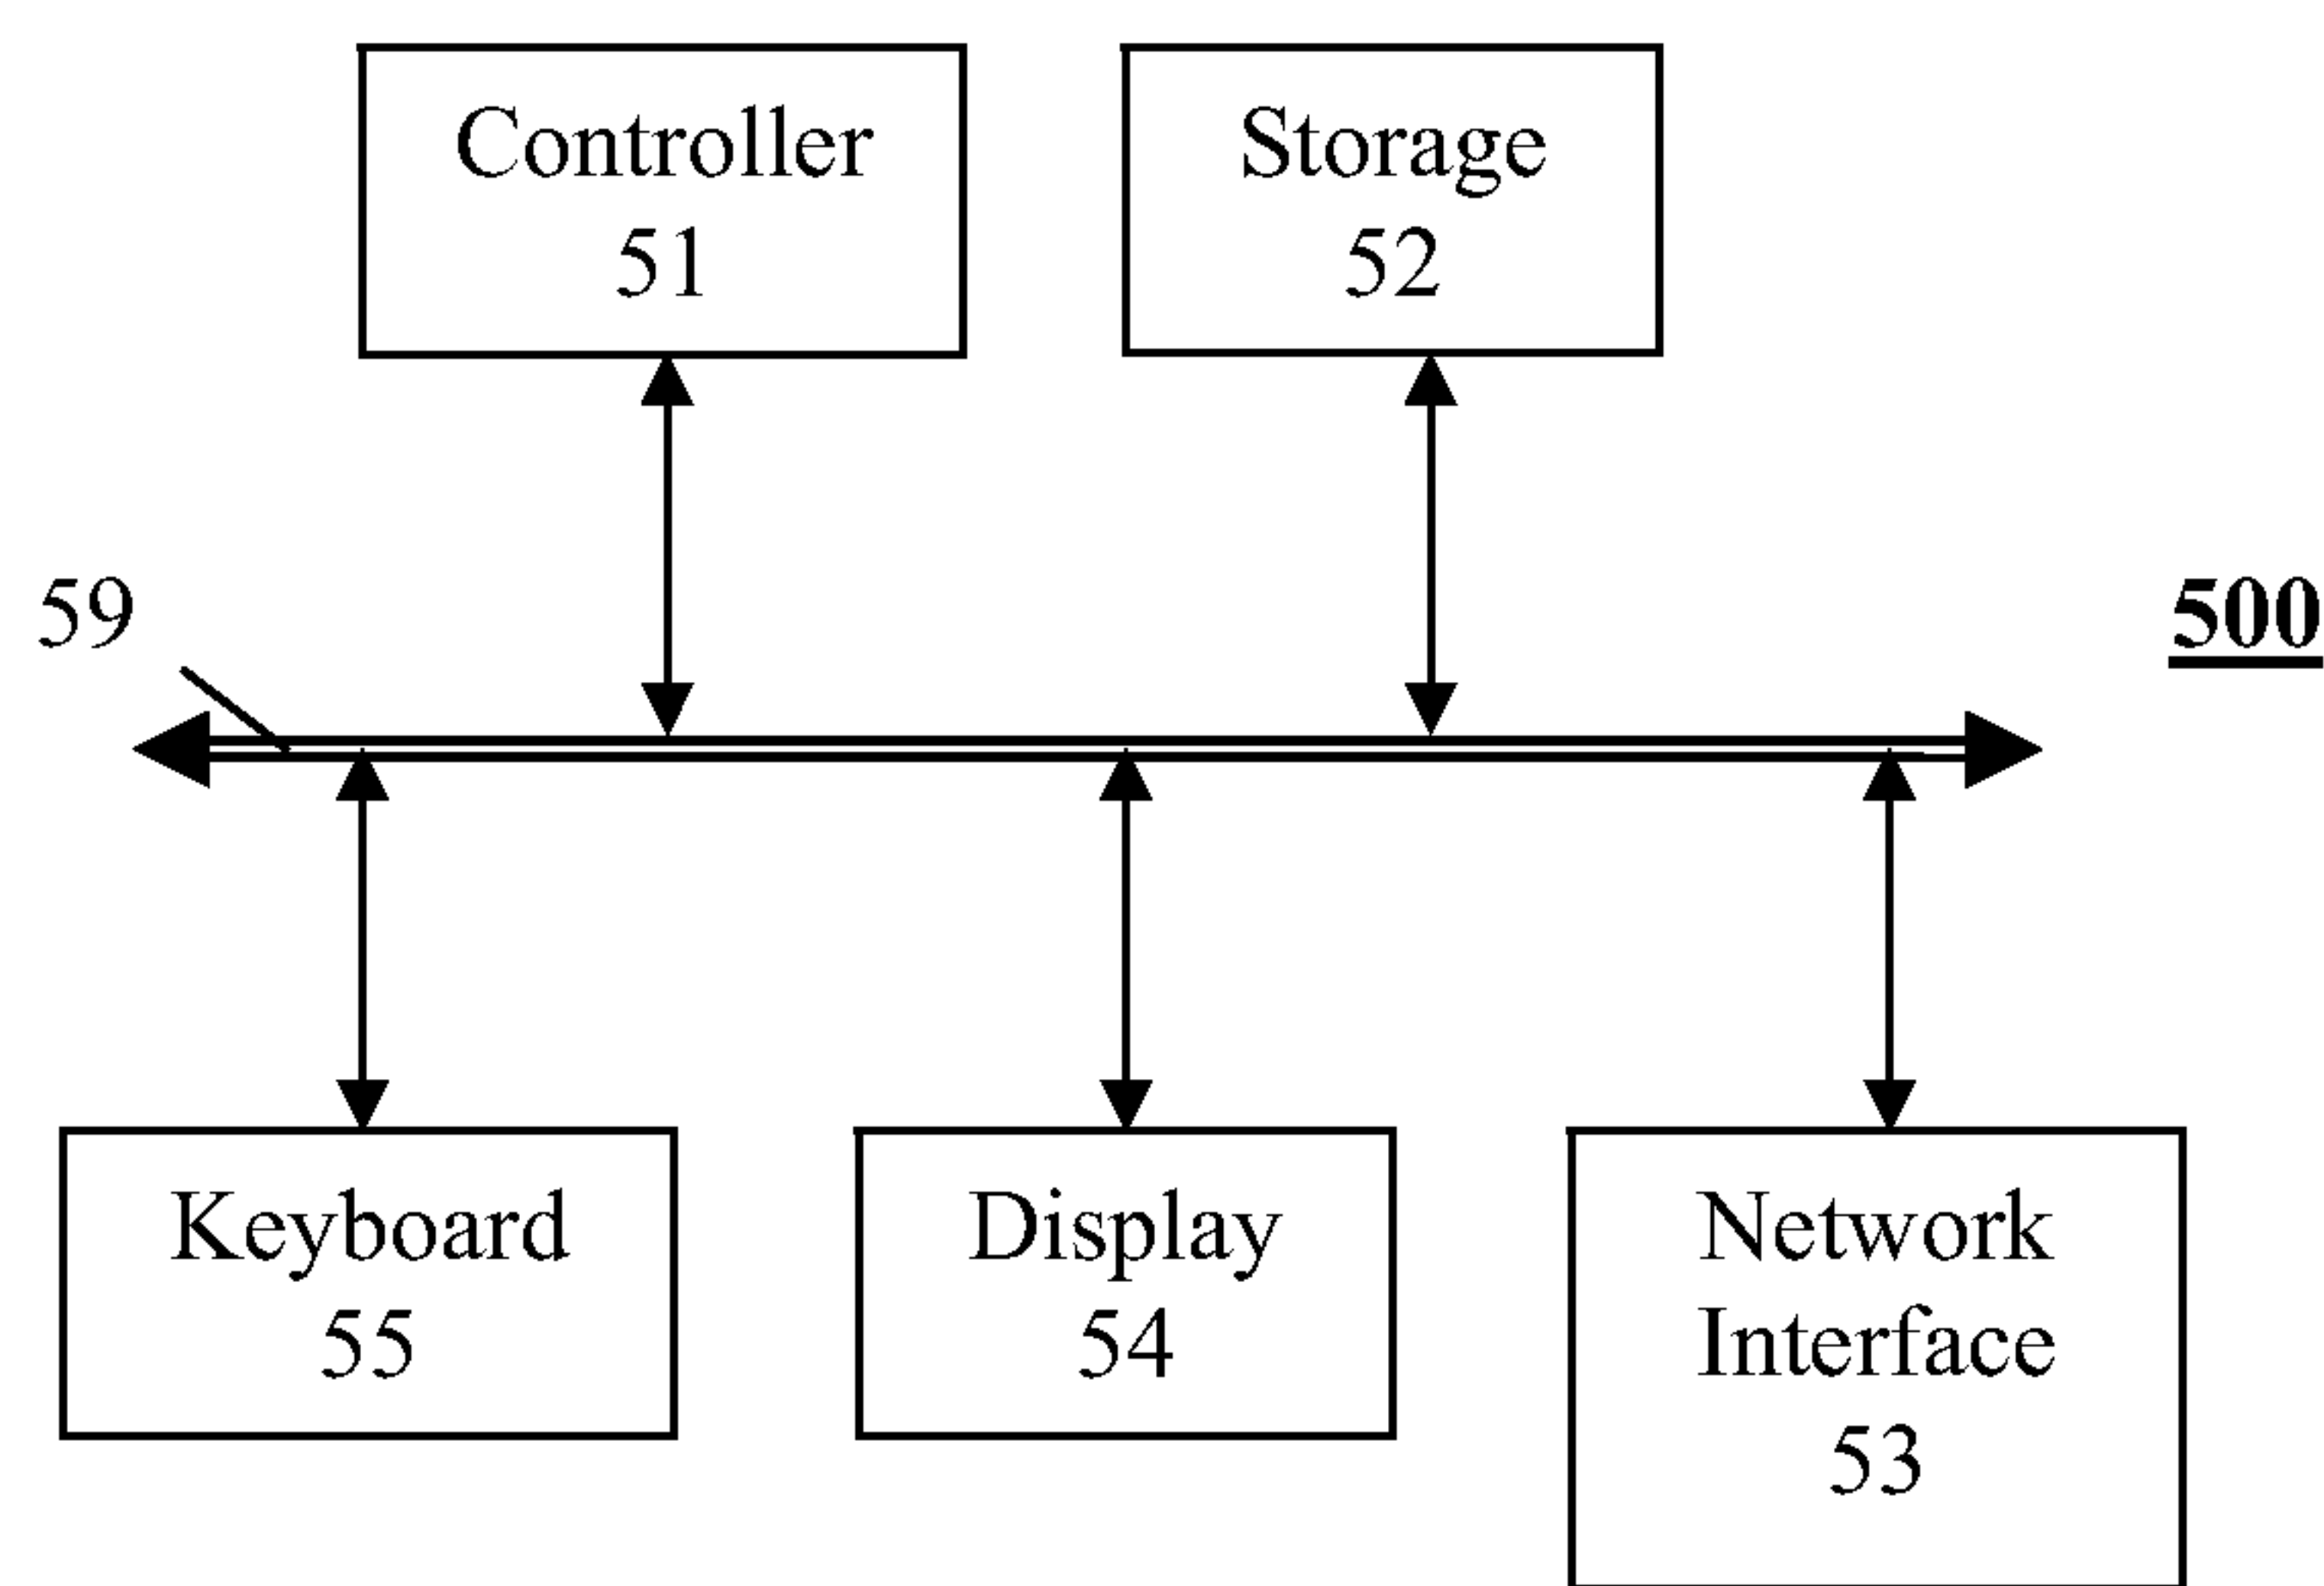 Controller
51
Storage
52
59
500
Keyboard
55
Display
54
Network
Interface
53